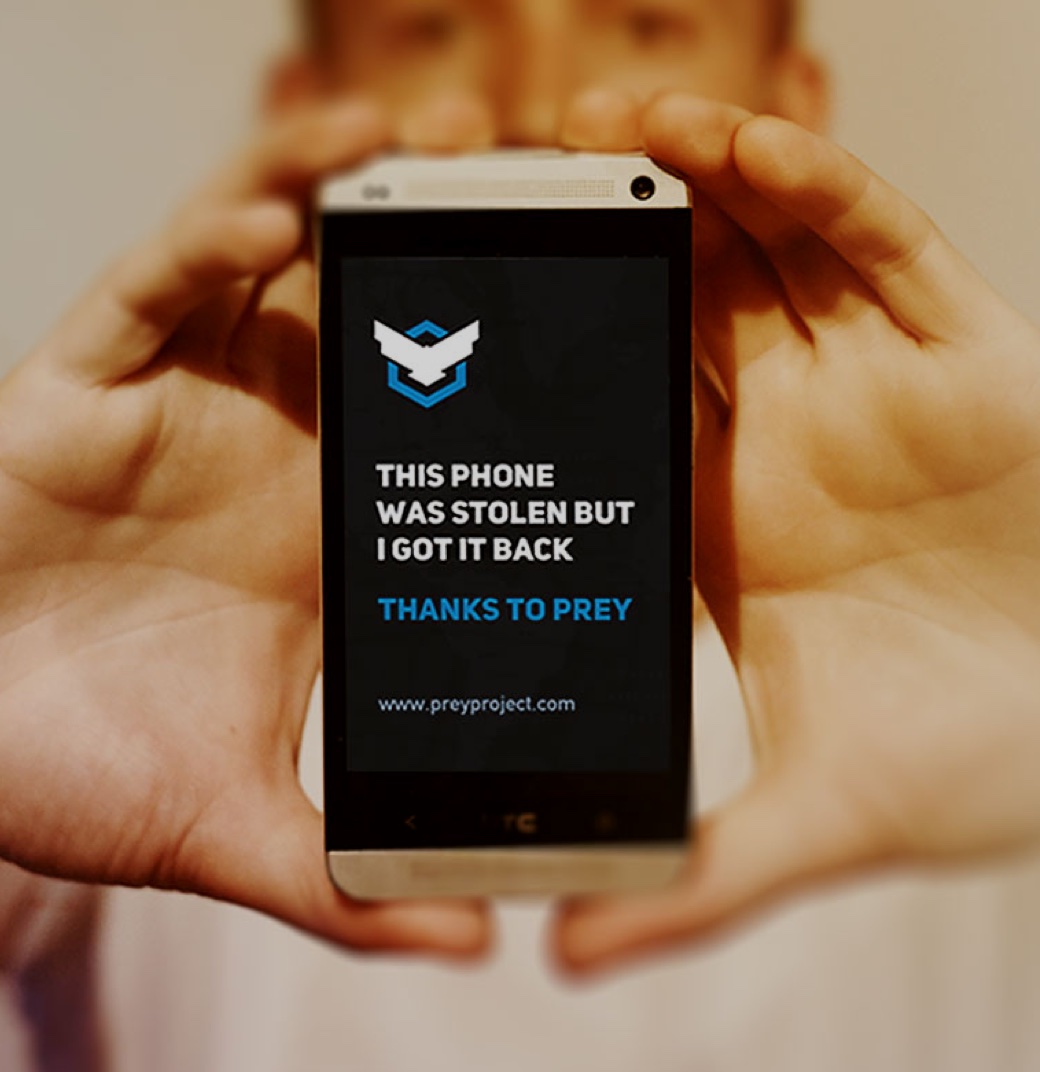 THIS PHONE
WAS STOLEN BUT
I GOT IT BACK
THANKS TO PREY
www.preyproject.com